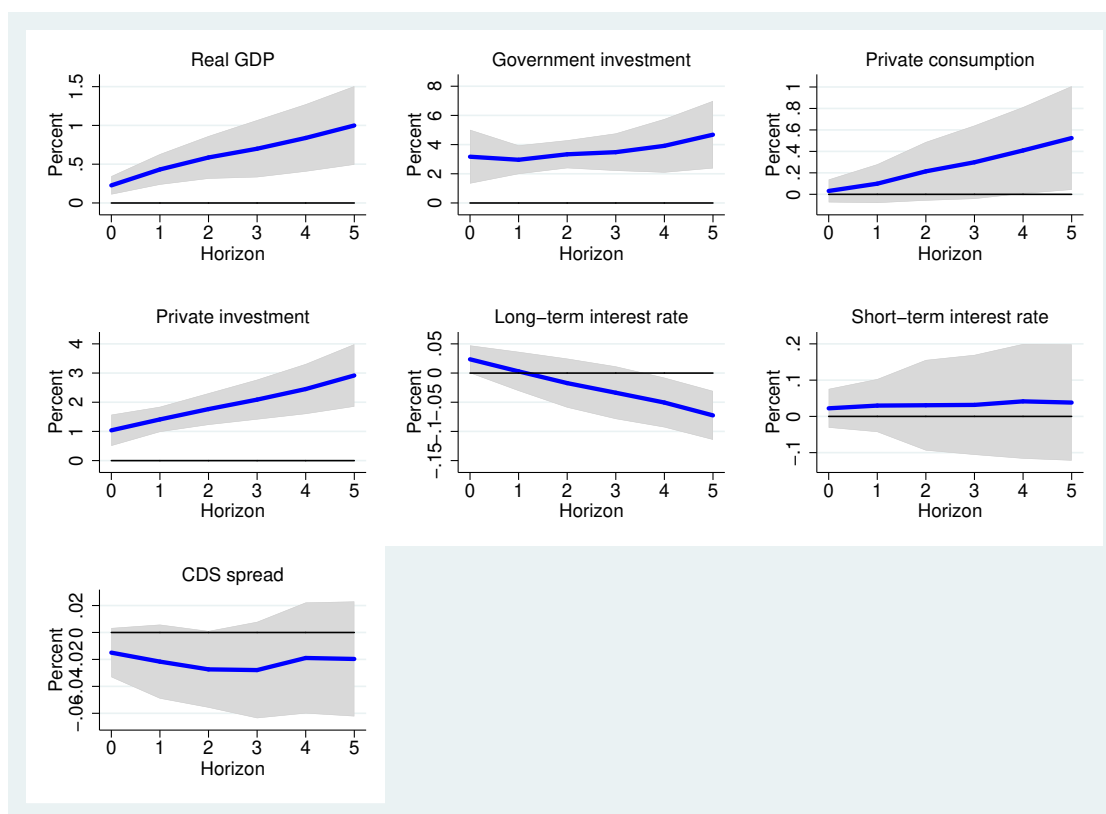 Real GDP
Percent
0 .5 1 1.5
0 1 2 3 4 5
Horizon
Government investment
Percent
0 2 4 6 8
0 1 2 3 4 5
Horizon
Private consumption
Percent
0 .2 .4 .6 .8 1
0 1 2 3 4 5
Horizon
Private investment
Percent
0 1 2 3 4
0 1 2 3 4 5
Horizon
Long−term interest rate
Percent
−.15 −.1 −.05 0 .05
0 1 2 3 4 5
Horizon
Short−term interest rate
Percent
−.1 0 .1 .2
0 1 2 3 4 5
Horizon
CDS spread
Percent
−.06 −.04 −.02 0 .02
0 1 2 3 4 5
Horizon